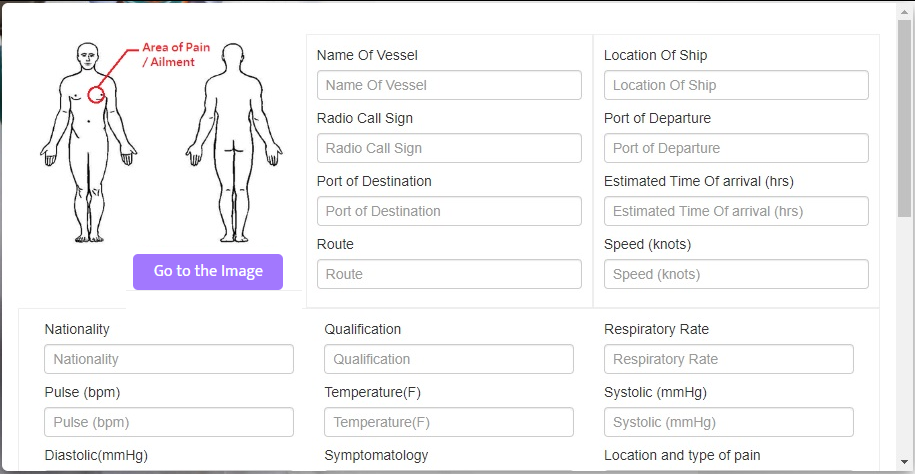 Area of Pain
/ Ailment
Go to the Image
Name Of Vessel
Name Of Vessel
Radio Call Sign
Radio Call Sign
Port of Destination
Port of Destination
Route
Route
Location Of Ship
Location Of Ship
Port of Departure
Port of Departure
Estimated Time Of arrival (hrs)
Estimated Time Of arrival (hrs)
Speed (knots)
Speed (knots)
Nationality
Nationality
Qualification
Qualification
Respiratory Rate
Respiratory Rate
Pulse (bpm)
Pulse (bpm)
Temperature(F)
Temperature(F)
Systolic (mmHg)
Systolic (mmHg)
Diastolic(mmHg)
Symptomatology
Location and type of pain